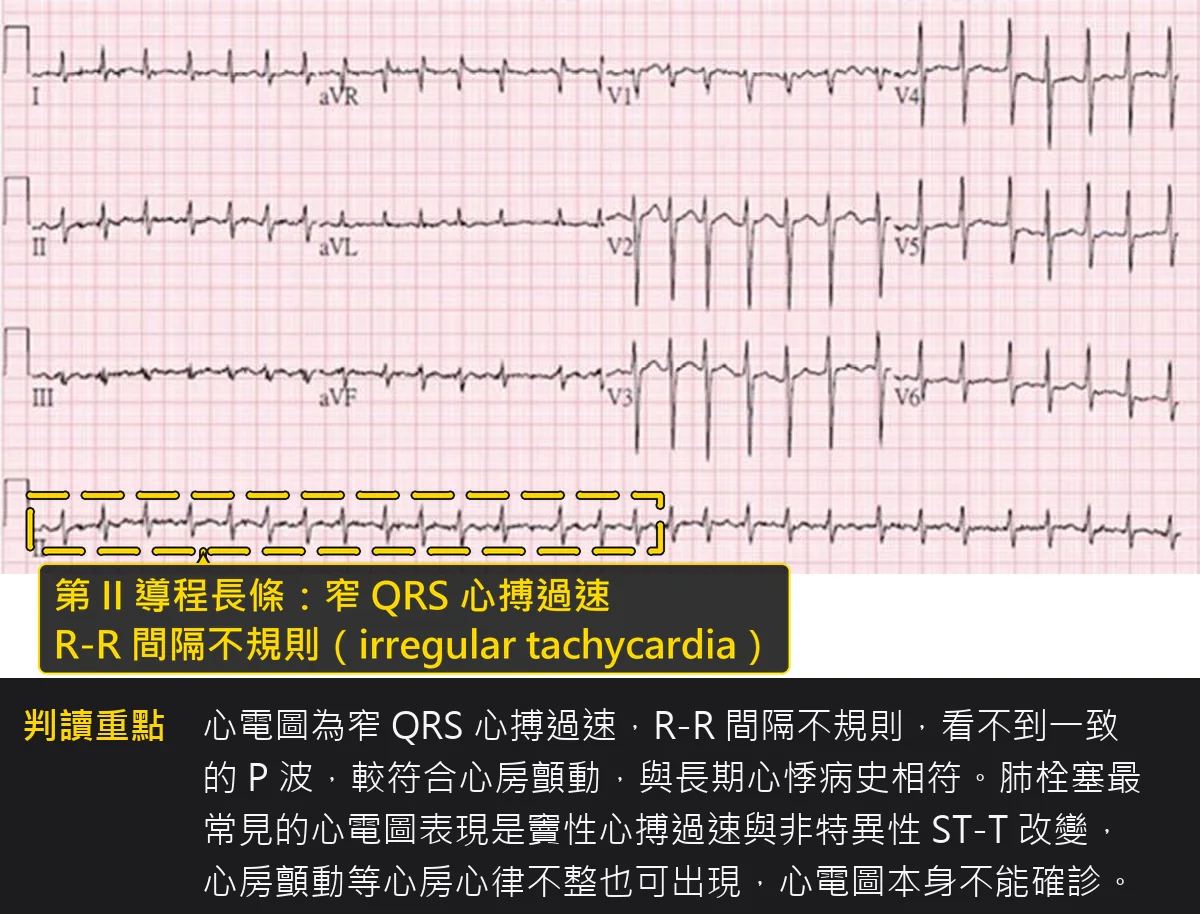 I
aVR
V1
V4
II
aVL
V2
V5
III
aVF
V3
V6
II
第 II 導程長條：窄 QRS 心搏過速
R-R 間隔不規則（irregular tachycardia）
判讀重點
心電圖為窄 QRS 心搏過速，R-R 間隔不規則，看不到一致
的 P 波，較符合心房顫動，與長期心悸病史相符。肺栓塞最
常見的心電圖表現是竇性心搏過速與非特異性 ST-T 改變，
心房顫動等心房心律不整也可出現，心電圖本身不能確診。